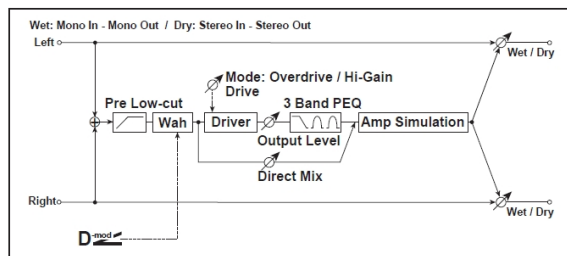 Wet: Mono In - Mono Out / Dry: Stereo In - Stereo Out
Left
Wet / Dry
Mode: Overdrive / Hi-Gain
Drive
Pre Low-cut
3 Band PEQ
Wah
Driver
Amp Simulation
Output Level
Direct Mix
Right
Wet / Dry
D-mod